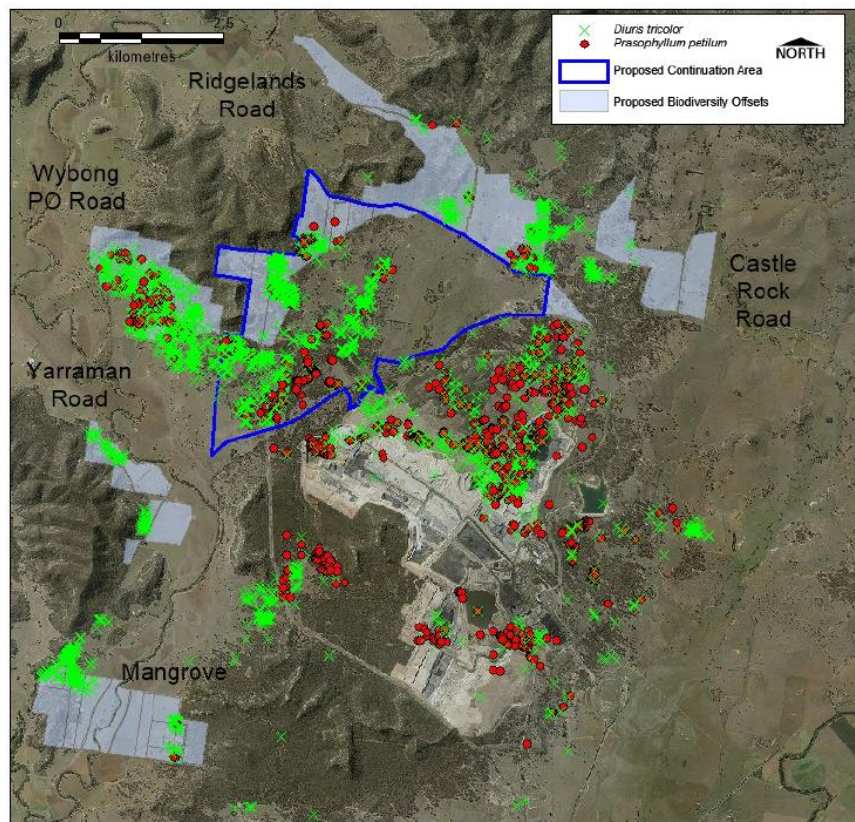 0 2.5
kilometres
Diuris tricolor
Prasophyllum petilum
NORTH
Proposed Continuation Area
Proposed Biodiversity Offsets
Ridgelands
Road
Wybong
PO Road
Castle
Rock
Road
Yarraman
Road
Mangrove